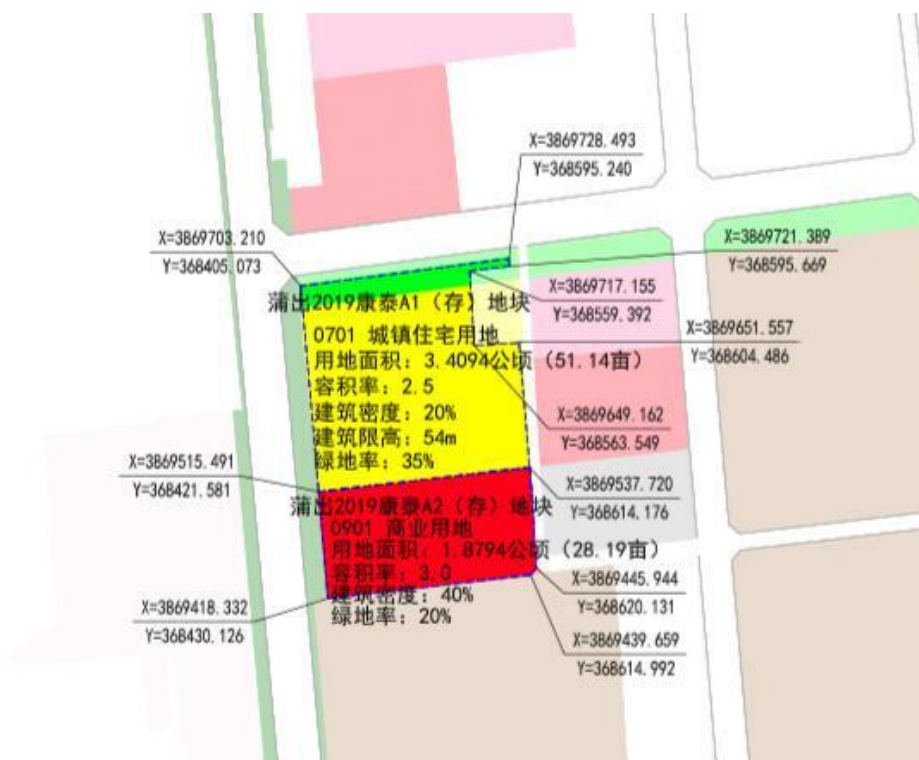 X=3869728.493
Y=368595.240
X=3869703.210
Y=368405.073
X=3869721.389
Y=368595.669
X=3869717.155
Y=368559.392
蒲出2019康泰A1（存）地块
0701 城镇住宅用地
X=3869651.557
Y=368604.486
用地面积：3.4094公顷（51.14亩）
容积率：2.5
建筑密度：20%
建筑限高：54m
绿地率：35%
X=3869649.162
Y=368563.549
X=3869515.491
Y=368421.581
X=3869537.720
Y=368614.176
蒲出2019康泰A2（存）地块
0901 商业用地
用地面积：1.8794公顷（28.19亩）
容积率：3.0
建筑密度：40%
绿地率：20%
X=3869445.944
Y=368620.131
X=3869418.332
Y=368430.126
X=3869439.659
Y=368614.992